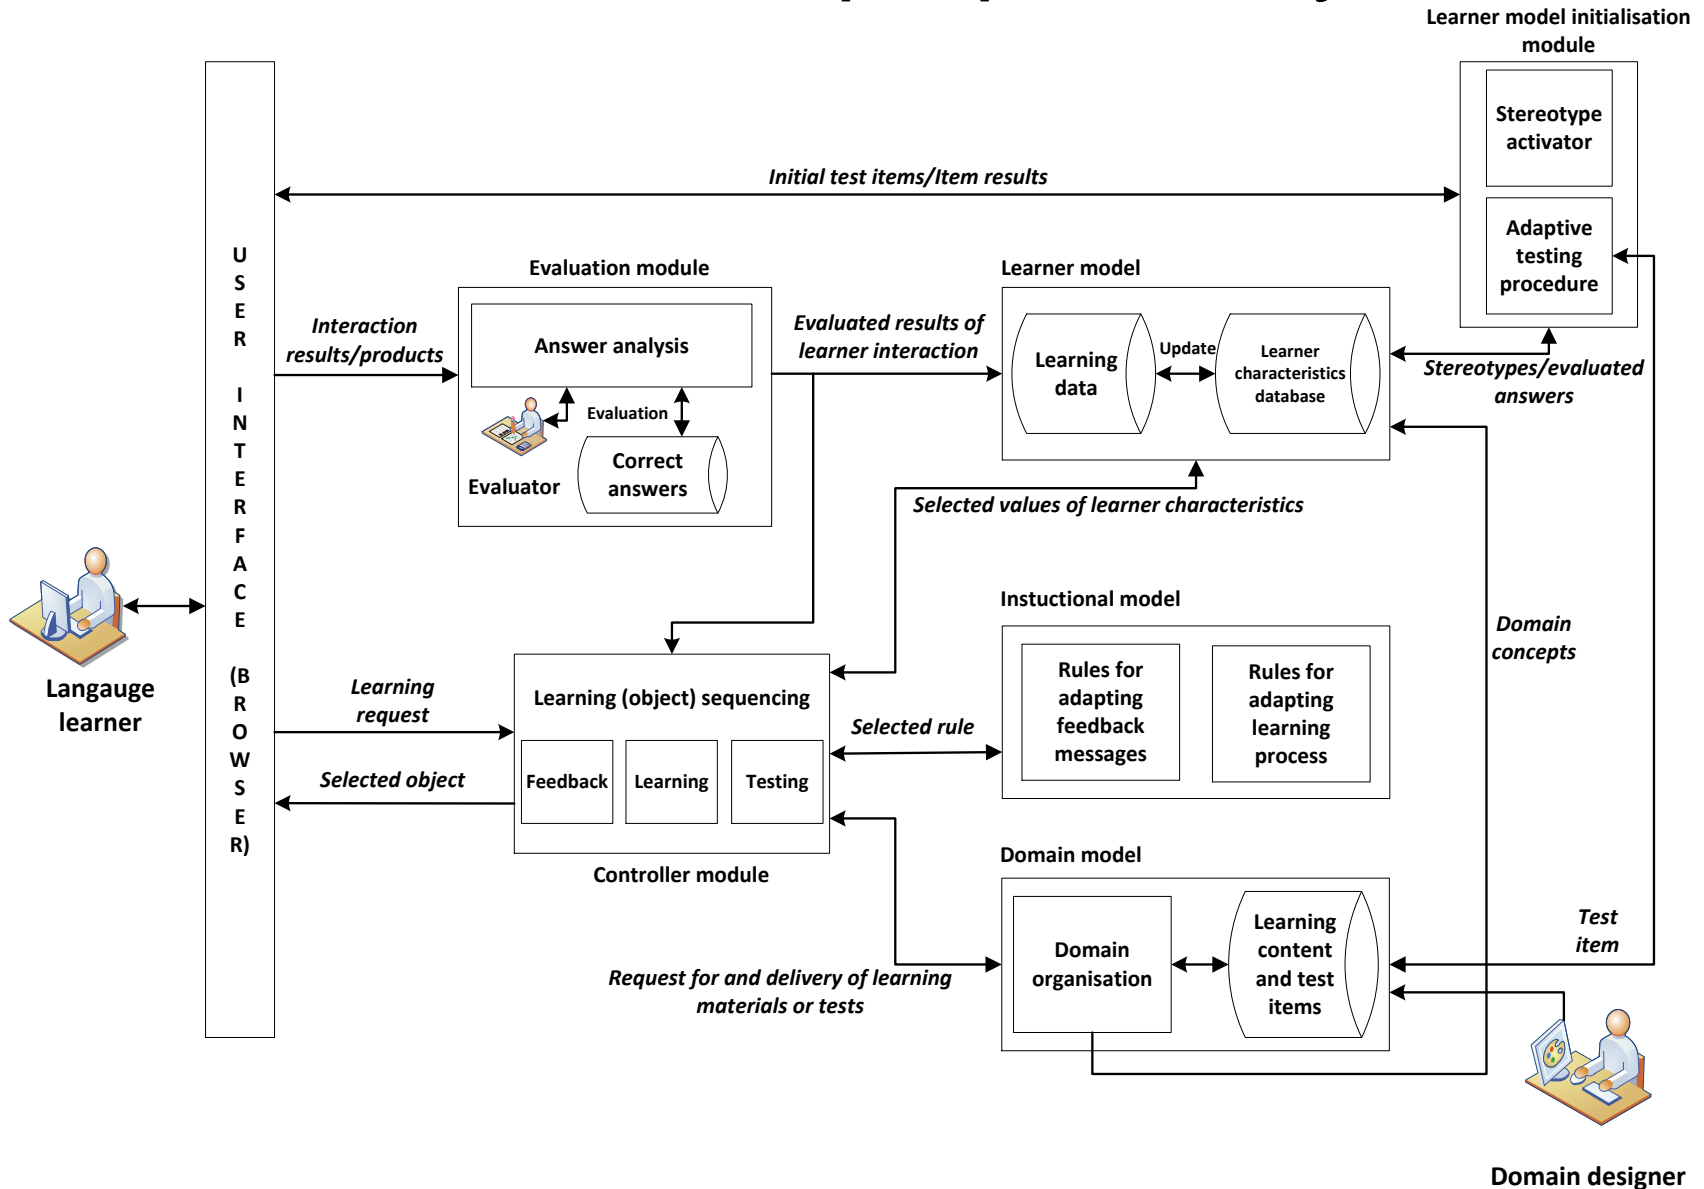 Learner model initialisation
module
Stereotype
activator
Initial test items/Item results
Adaptive
testing
procedure
U
S
E
R
I
N
T
E
R
F
A
C
E
(B
R
O
W
S
E
R)
Evaluation module
Learner model
Interaction
results/products
Answer analysis
Evaluated results of
learner interaction
Learning
data
Update
Learner
characteristics
database
Stereotypes/evaluated
answers
Evaluation
Evaluator
Correct
answers
Selected values of learner characteristics
Instuctional model
Domain
concepts
Langauge
learner
Learning
request
Learning (object) sequencing
Selected rule
Rules for
adapting
feedback
messages
Rules for
adapting
learning
process
Selected object
Feedback
Learning
Testing
Controller module
Domain model
Request for and delivery of learning
materials or tests
Domain
organisation
Learning
content
and test
items
Test
item
Domain designer